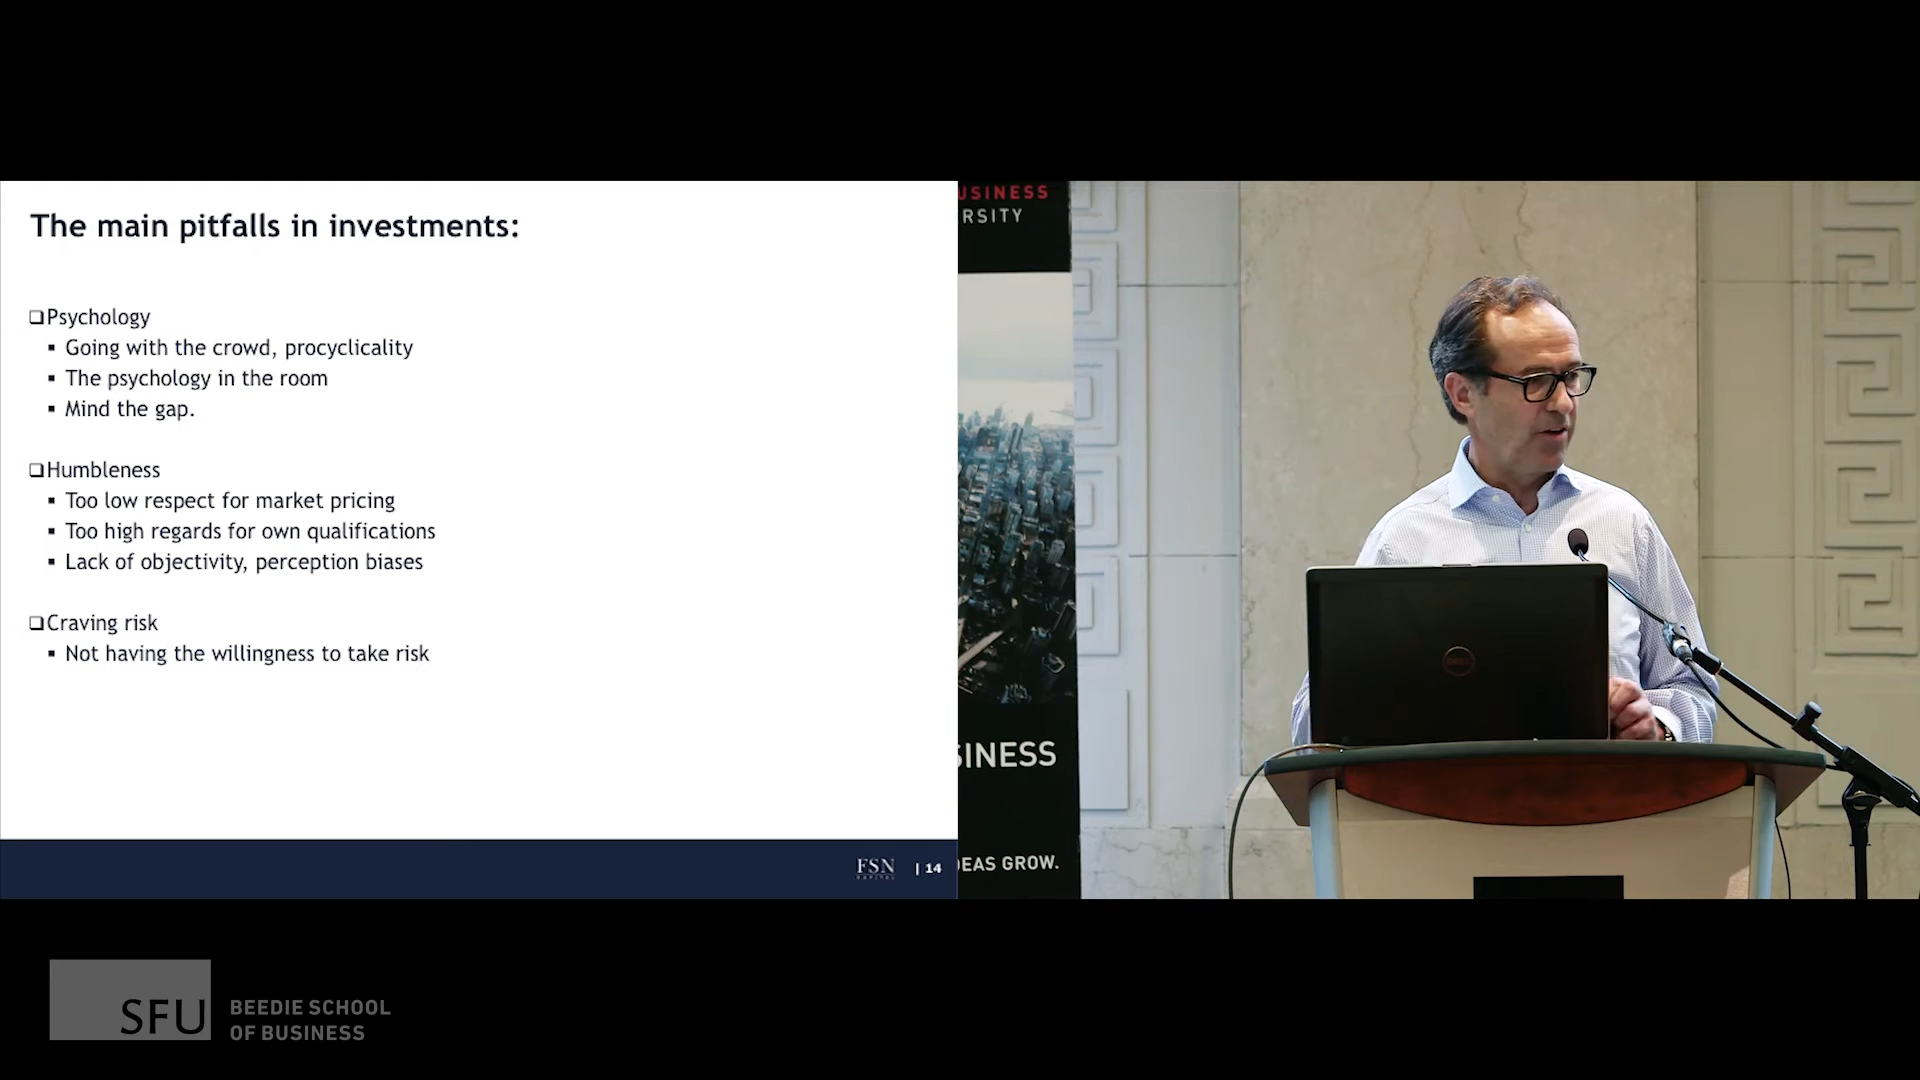 The main pitfalls in investments:
❑Psychology
▪ Going with the crowd, procyclicality
▪ The psychology in the room
▪ Mind the gap.
❑Humbleness
▪ Too low respect for market pricing
▪ Too high regards for own qualifications
▪ Lack of objectivity, perception biases
❑Craving risk
▪ Not having the willingness to take risk
FSN
CAPITAL
| 14
USINESS
RSITY
SINESS
DEAS GROW.
DELL
SFU
BEEDIE SCHOOL
OF BUSINESS